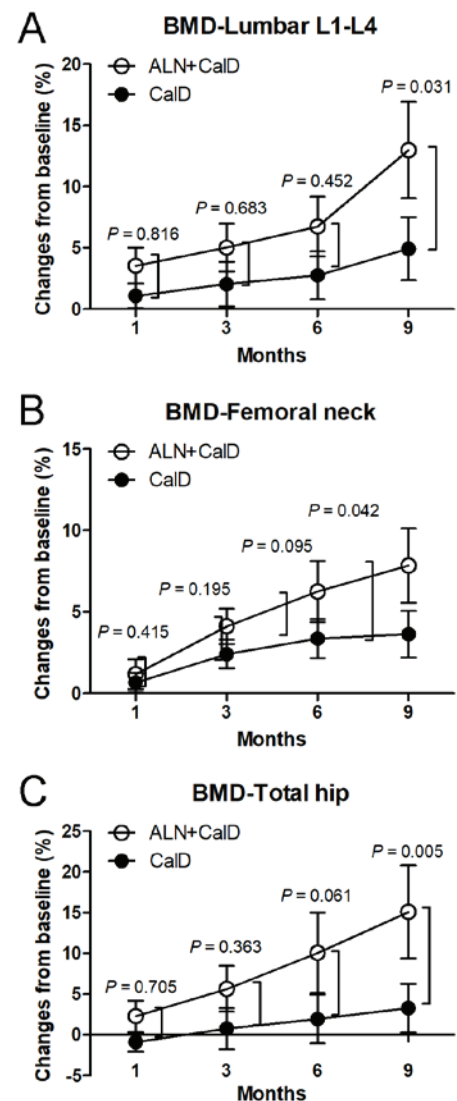 A
BMD-Lumbar L1-L4
Changes from baseline (%)
20
15
10
5
0
ALN+CalD
CalD
P = 0.816
P = 0.683
P = 0.452
P = 0.031
1 3 6 9
Months
B
BMD-Femoral neck
Changes from baseline (%)
15
10
5
0
ALN+CalD
CalD
P = 0.415
P = 0.195
P = 0.095
P = 0.042
1 3 6 9
Months
C
BMD-Total hip
Changes from baseline (%)
25
20
15
10
5
0
-5
ALN+CalD
CalD
P = 0.705
P = 0.363
P = 0.061
P = 0.005
1 3 6 9
Months